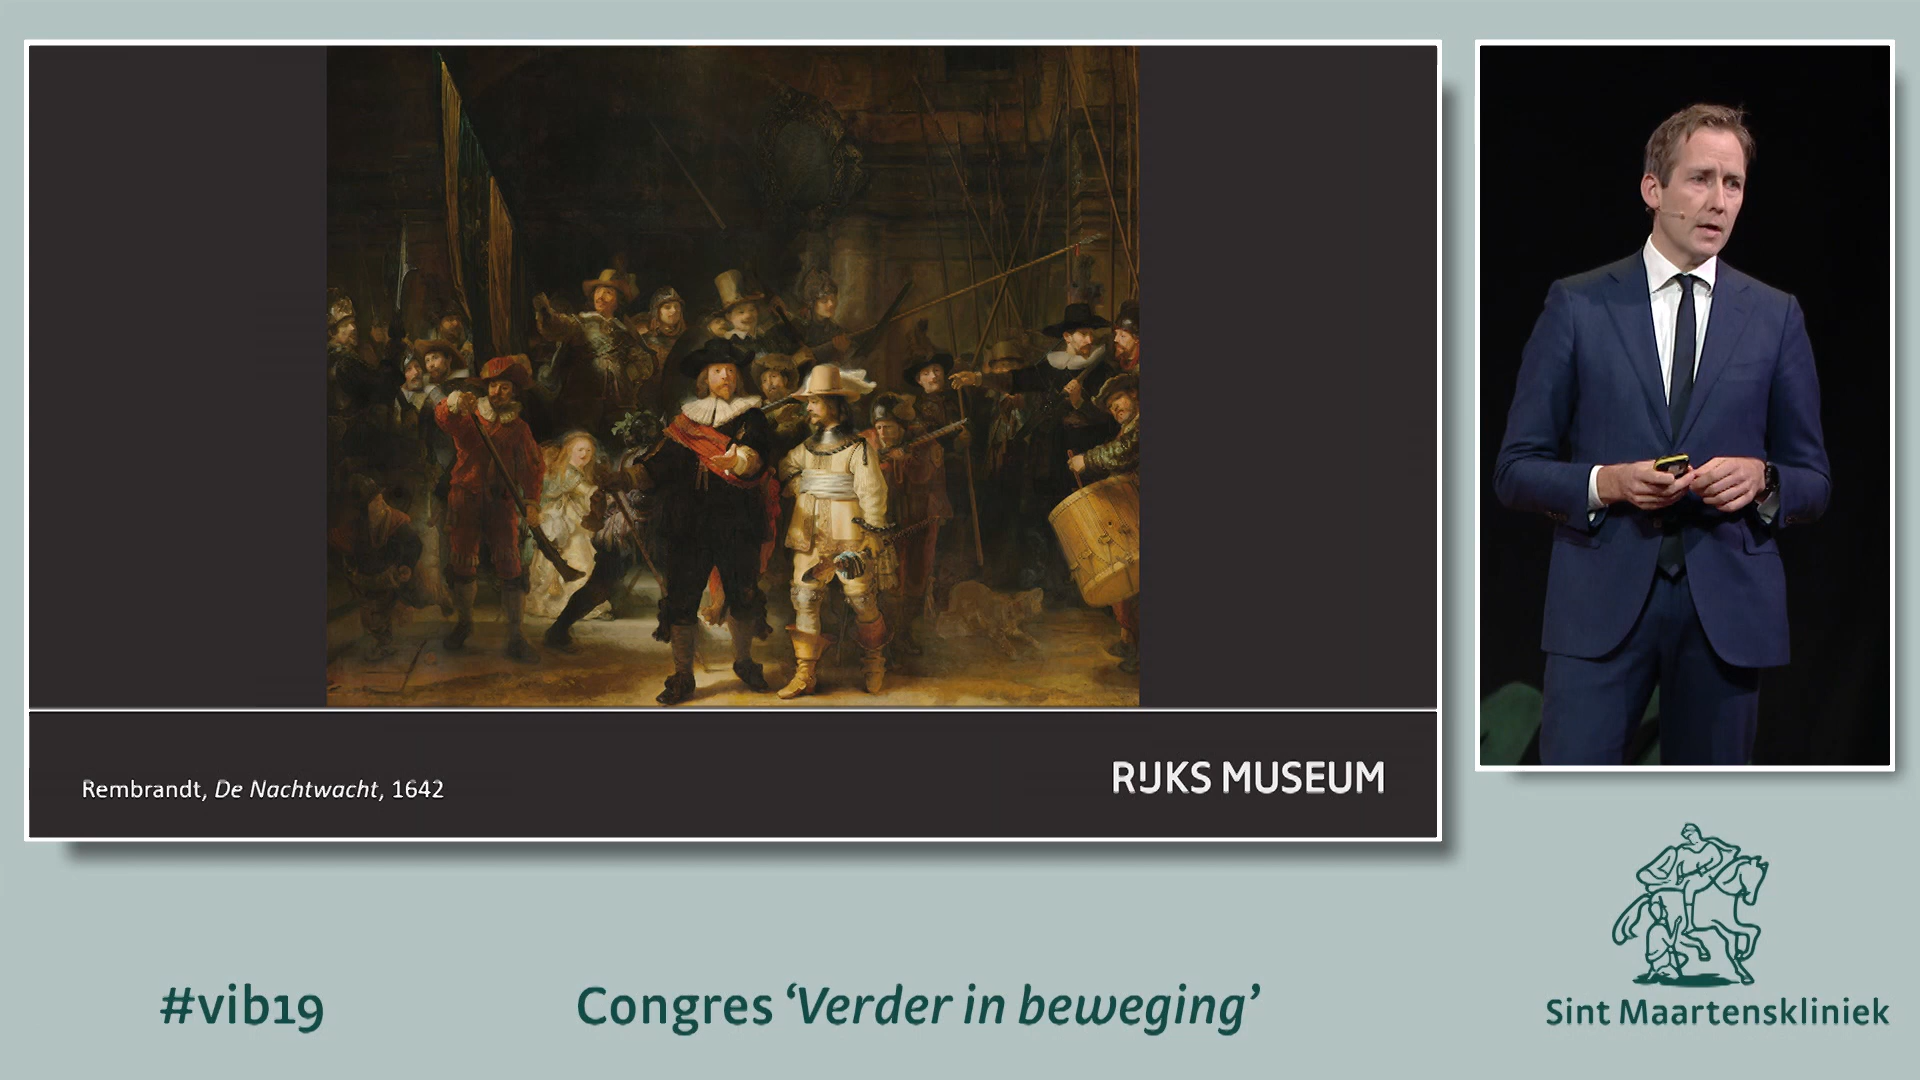 Rembrandt, De Nachtwacht, 1642
RIJKS MUSEUM
#vib19
Congres ‘Verder in beweging’
Sint Maartenskliniek